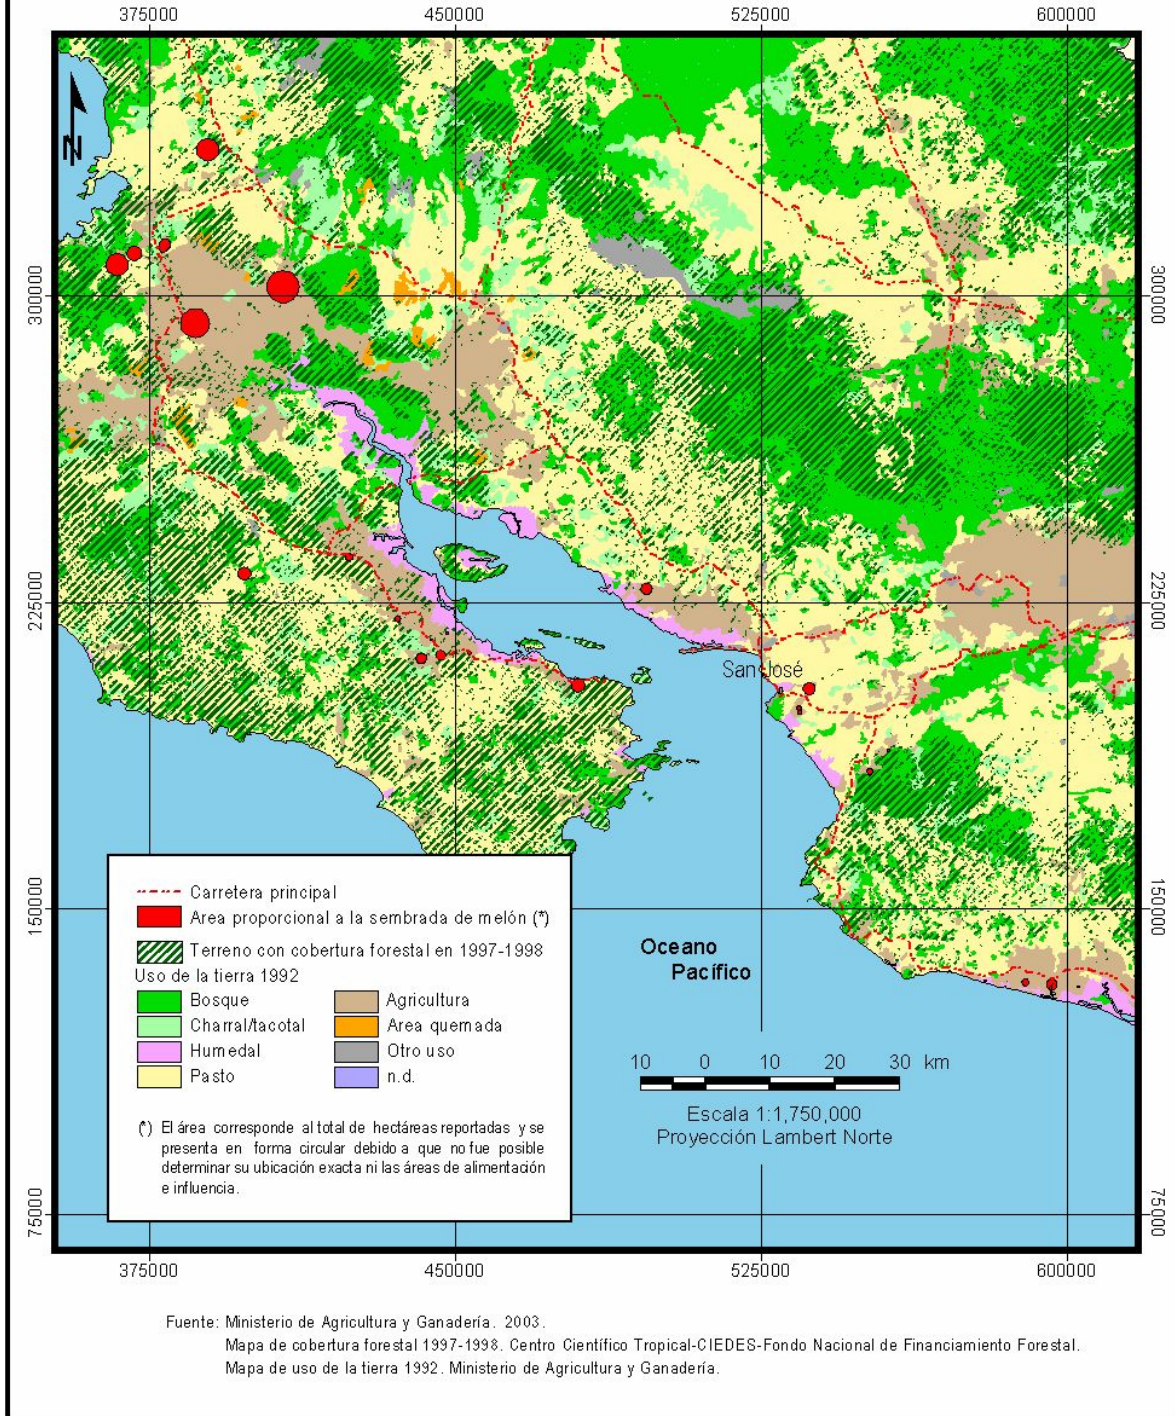 375000 450000 525000 600000
N
300000 300000
225000 225000
San José
150000 150000
Carretera principal
Area proporcional a la sembrada de melón (*)
Terreno con cobertura forestal en 1997-1998
Uso de la tierra 1992
Bosque Agricultura
Charral/tacotal Area quemada
Humedal Otro uso
Pasto n.d.
(*) El área corresponde al total de hectáreas reportadas y se
presenta en forma circular debido a que no fue posible
determinar su ubicación exacta ni las áreas de alimentación
e influencia.
Oceano
Pacífico
10 0 10 20 30 km
Escala 1:1,750,000
Proyección Lambert Norte
75000 75000
375000 450000 525000 600000
Fuente: Ministerio de Agricultura y Ganadería. 2003.
Mapa de cobertura forestal 1997-1998. Centro Científico Tropical-CIEDES-Fondo Nacional de Financiamiento Forestal.
Mapa de uso de la tierra 1992. Ministerio de Agricultura y Ganadería.